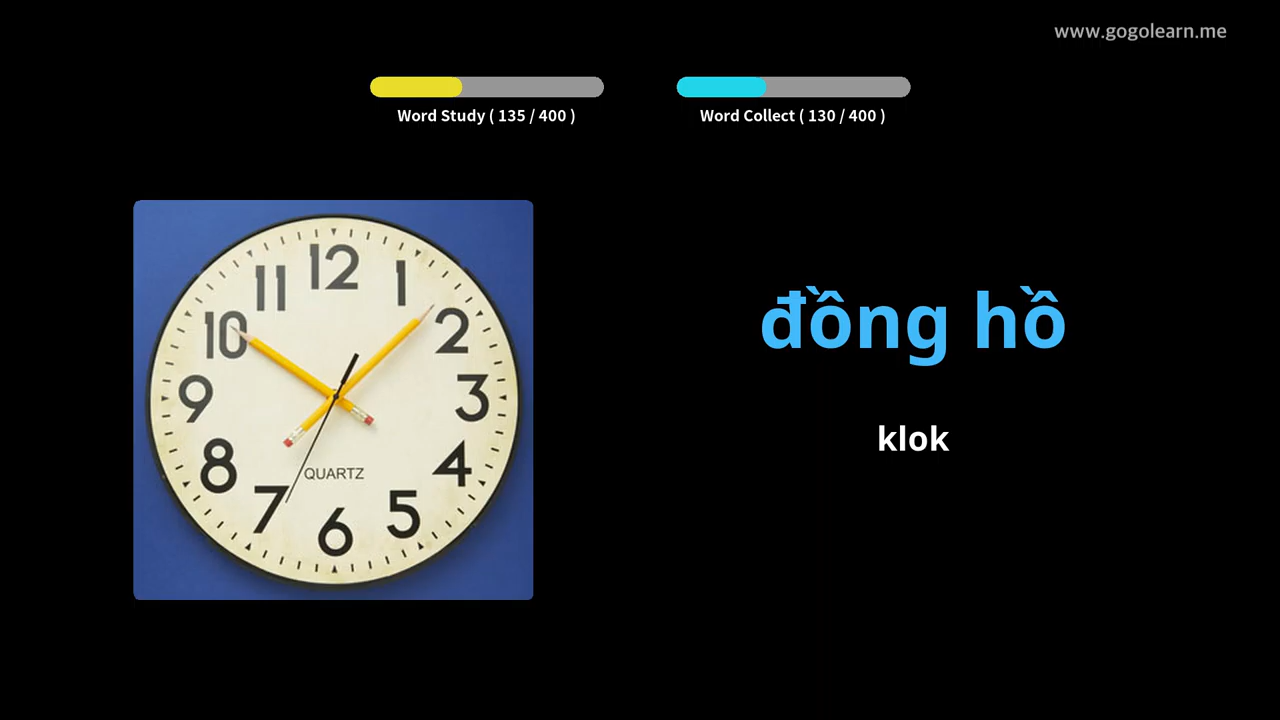 www.gogolearn.me
Word Study ( 135 / 400 )
Word Collect ( 130 / 400 )
12
11
1
10
2
9
3
8
4
QUARTZ
7
5
6
đồng hồ
klok